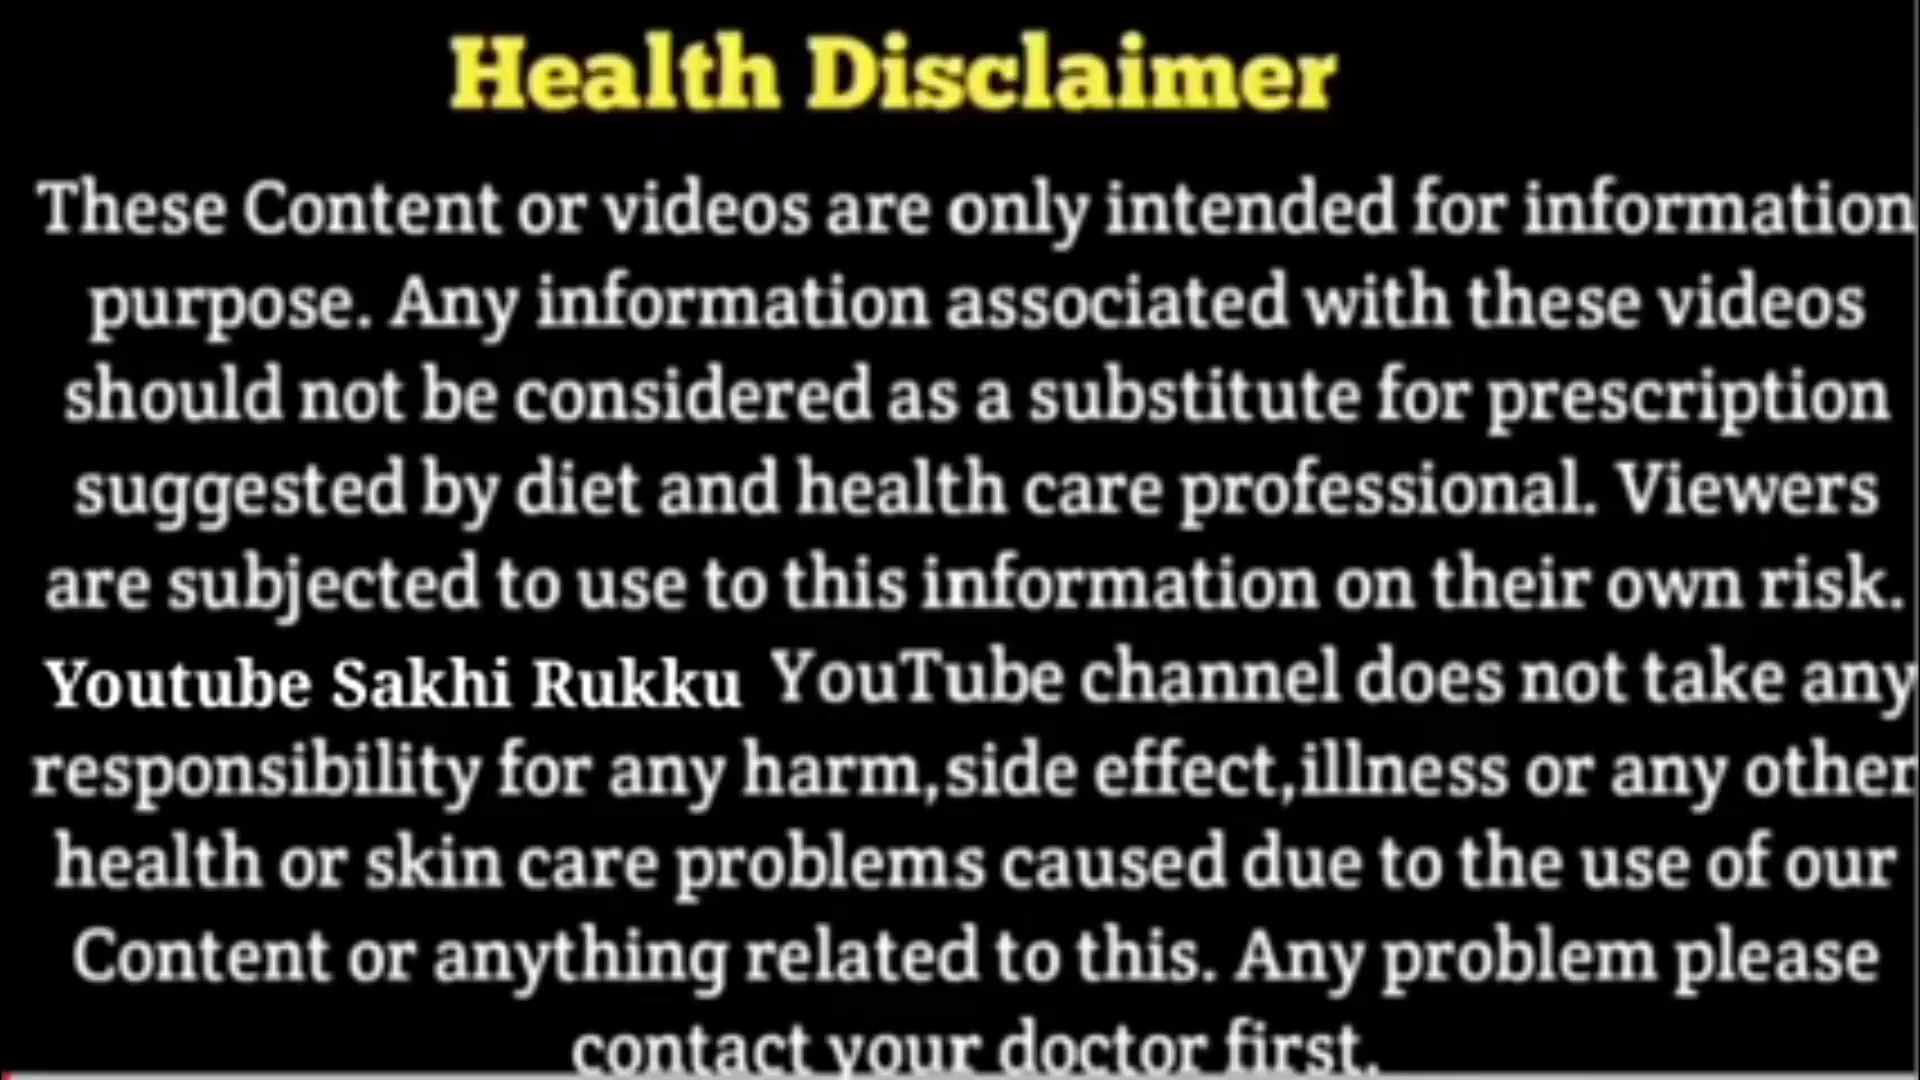 Health Disclaimer
These Content or videos are only intended for information
purpose. Any information associated with these videos
should not be considered as a substitute for prescription
suggested by diet and health care professional. Viewers
are subjected to use to this information on their own risk.
Youtube Sakhi Rukku YouTube channel does not take any
responsibility for any harm,side effect,illness or any other
health or skin care problems caused due to the use of our
Content or anything related to this. Any problem please
contact your doctor first.